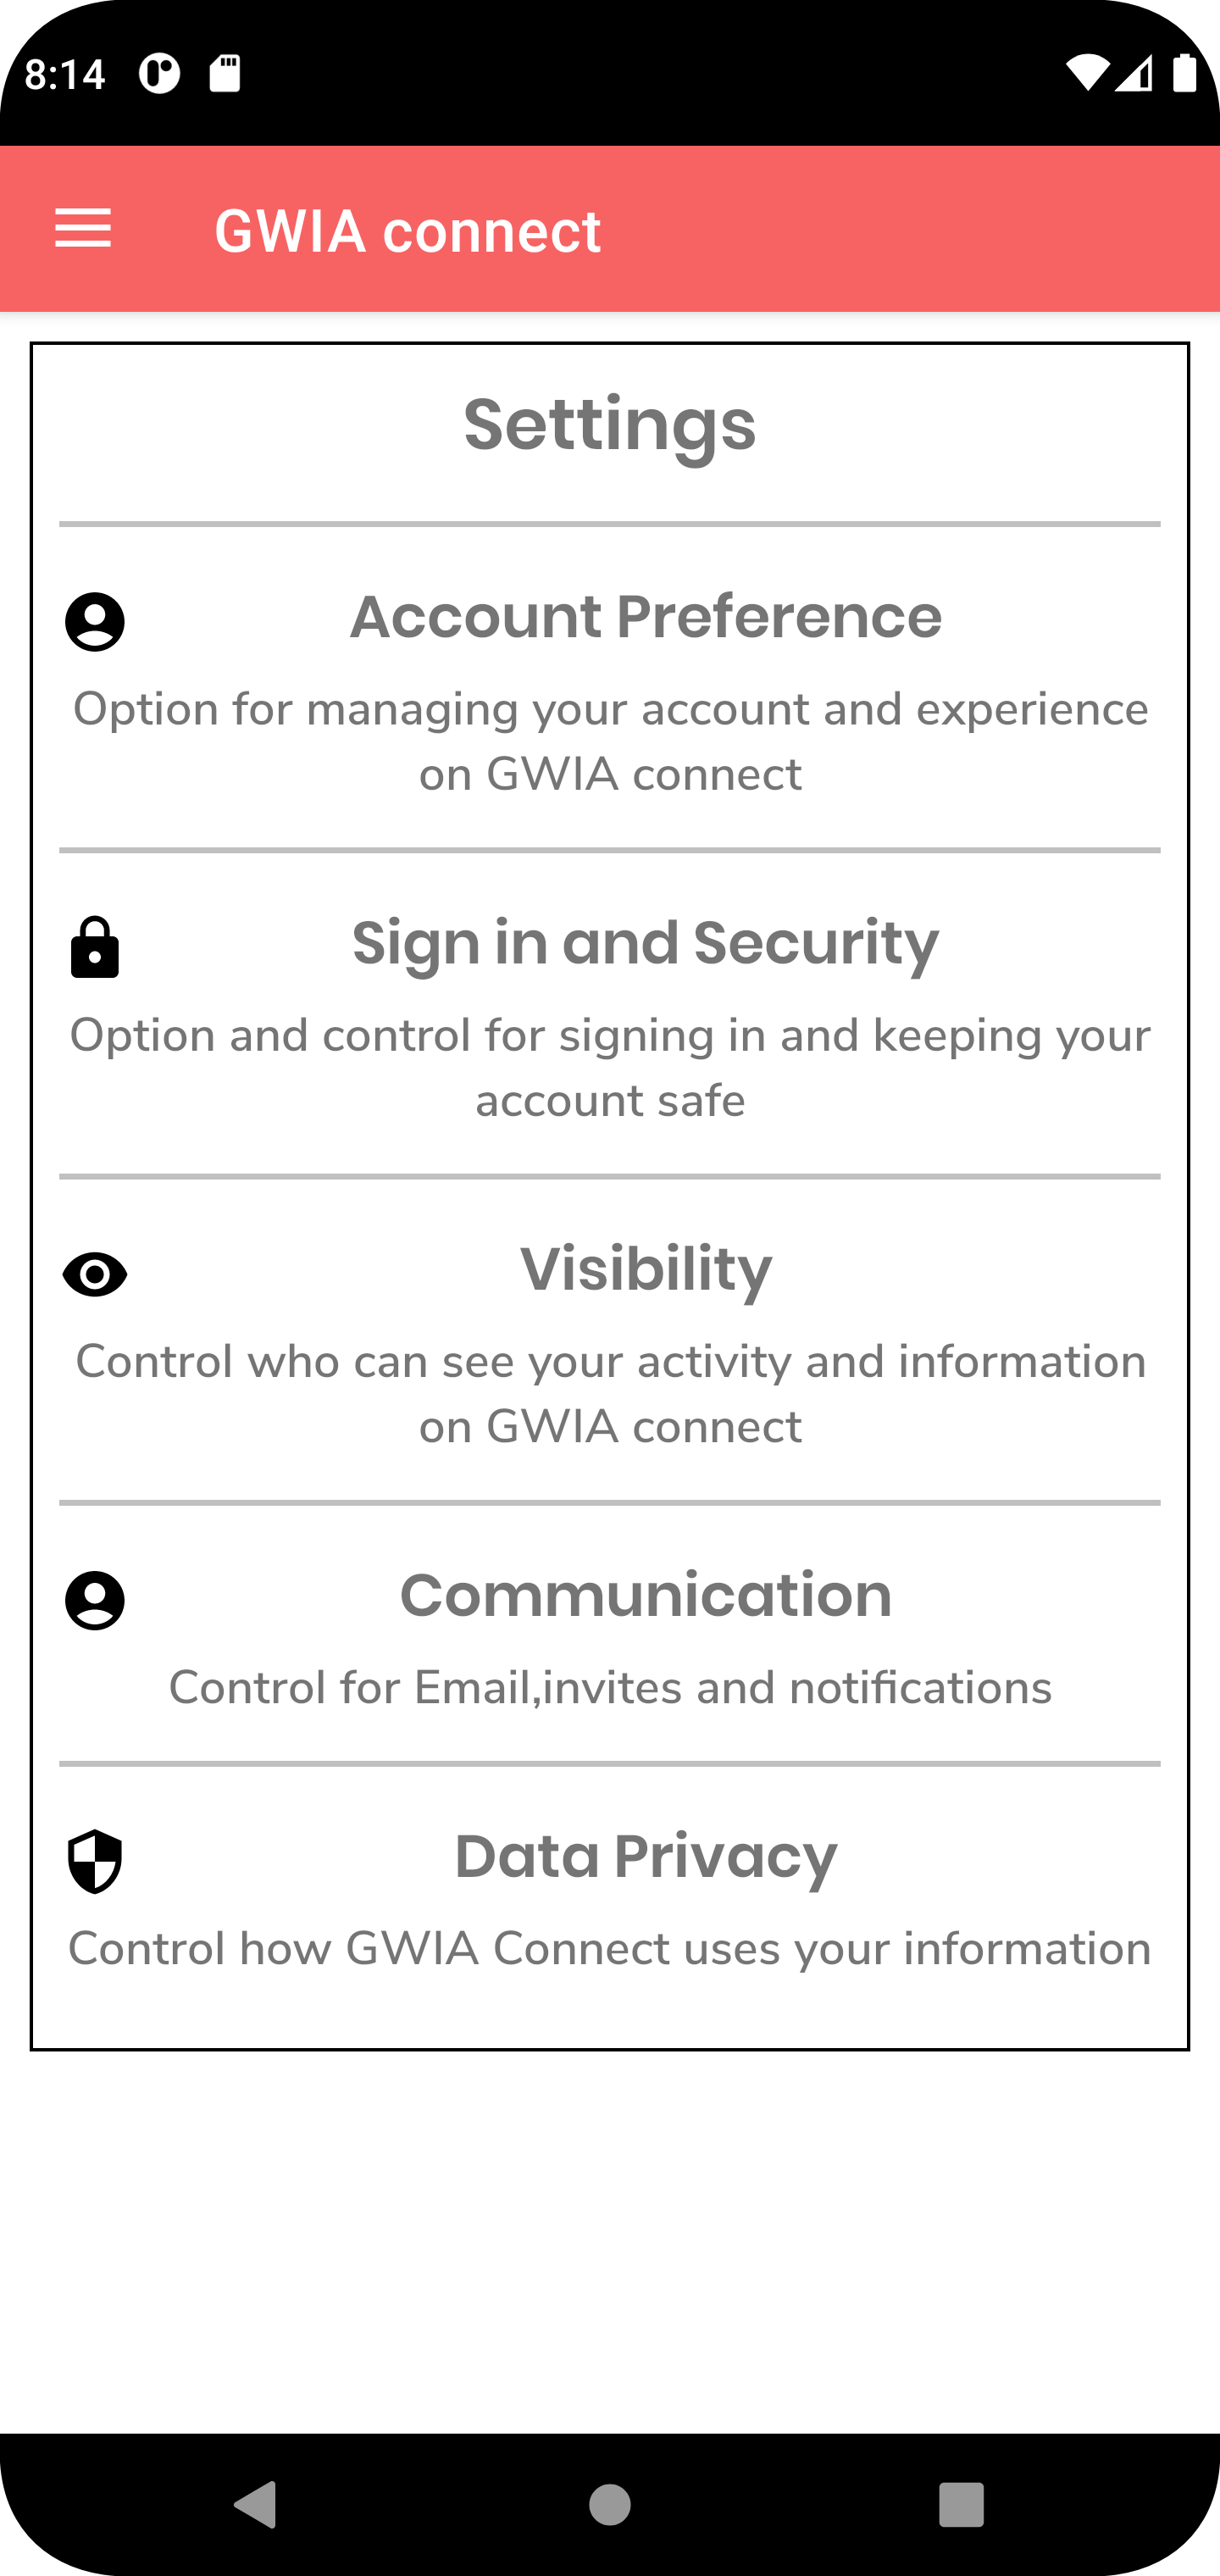 8:14
GWIA connect
Settings
Account Preference
Option for managing your account and experience
on GWIA connect
Sign in and Security
Option and control for signing in and keeping your
account safe
Visibility
Control who can see your activity and information
on GWIA connect
Communication
Control for Email,invites and notifications
Data Privacy
Control how GWIA Connect uses your information